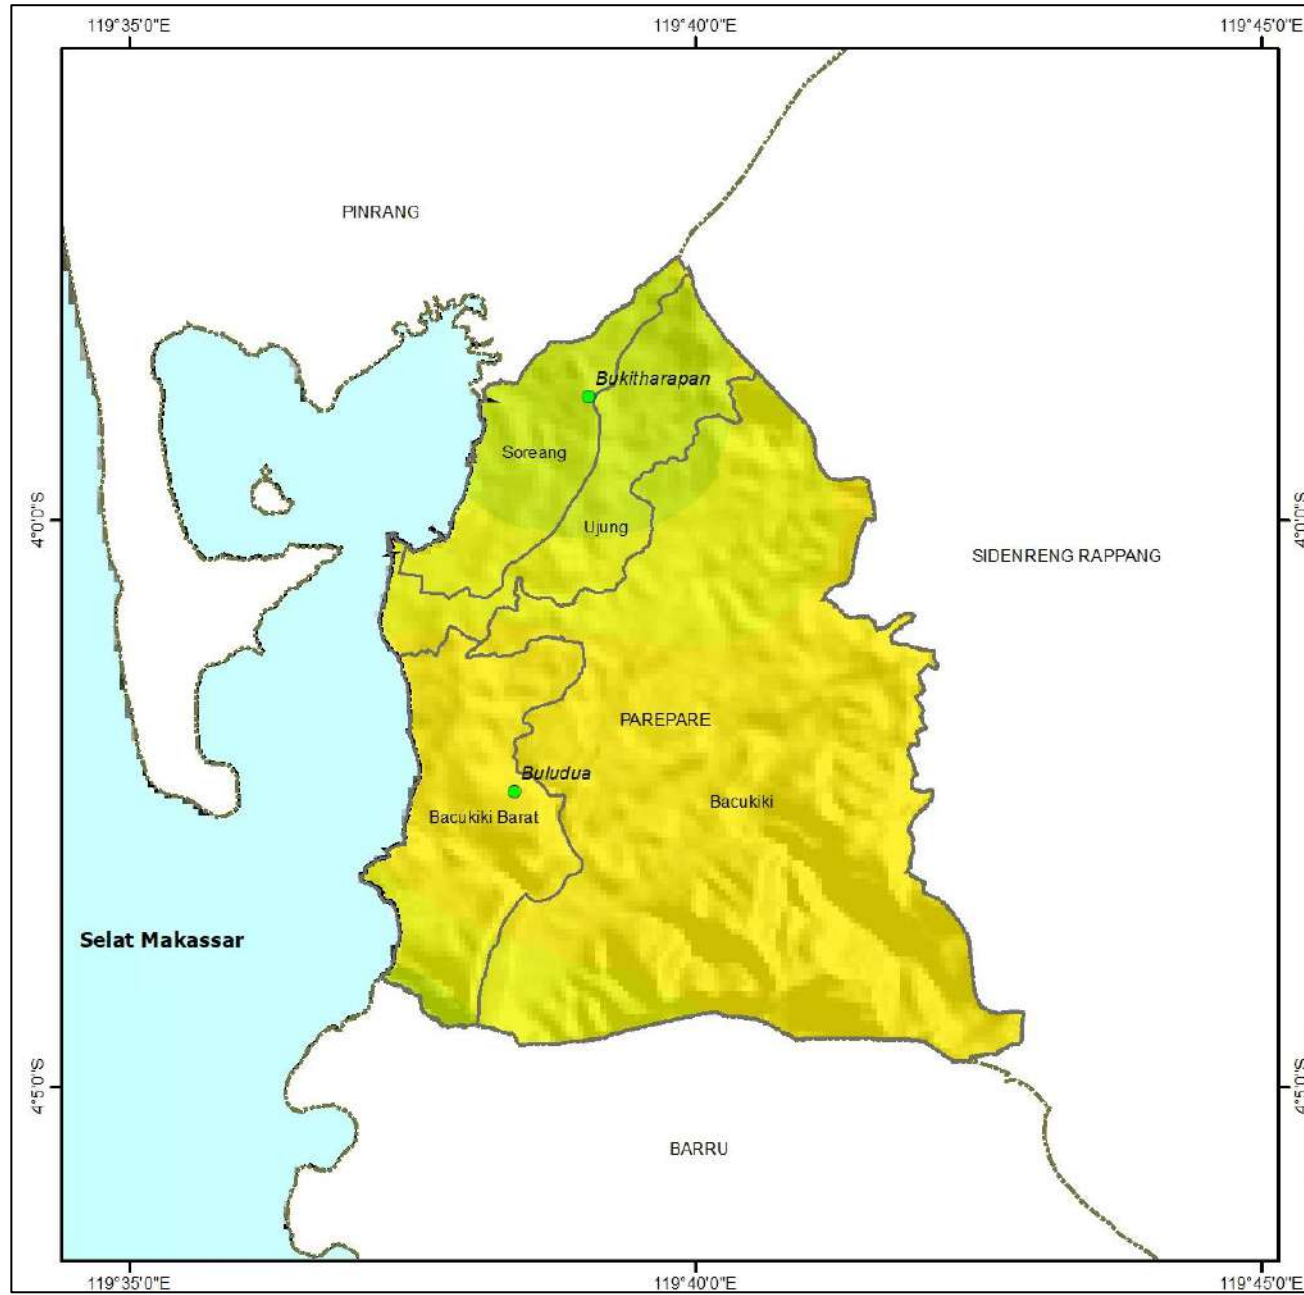 119°35'0"E 119°40'0"E 119°45'0"E
PINRANG
Bukitharapan
Soreang
4°0'0"S 4°0'0"S
Ujung
SIDENRENG RAPPANG
PAREPARE
Buludua
Bacukiki
Bacukiki Barat
Selat Makassar
4°5'0"S 4°5'0"S
BARRU
119°35'0"E 119°40'0"E 119°45'0"E